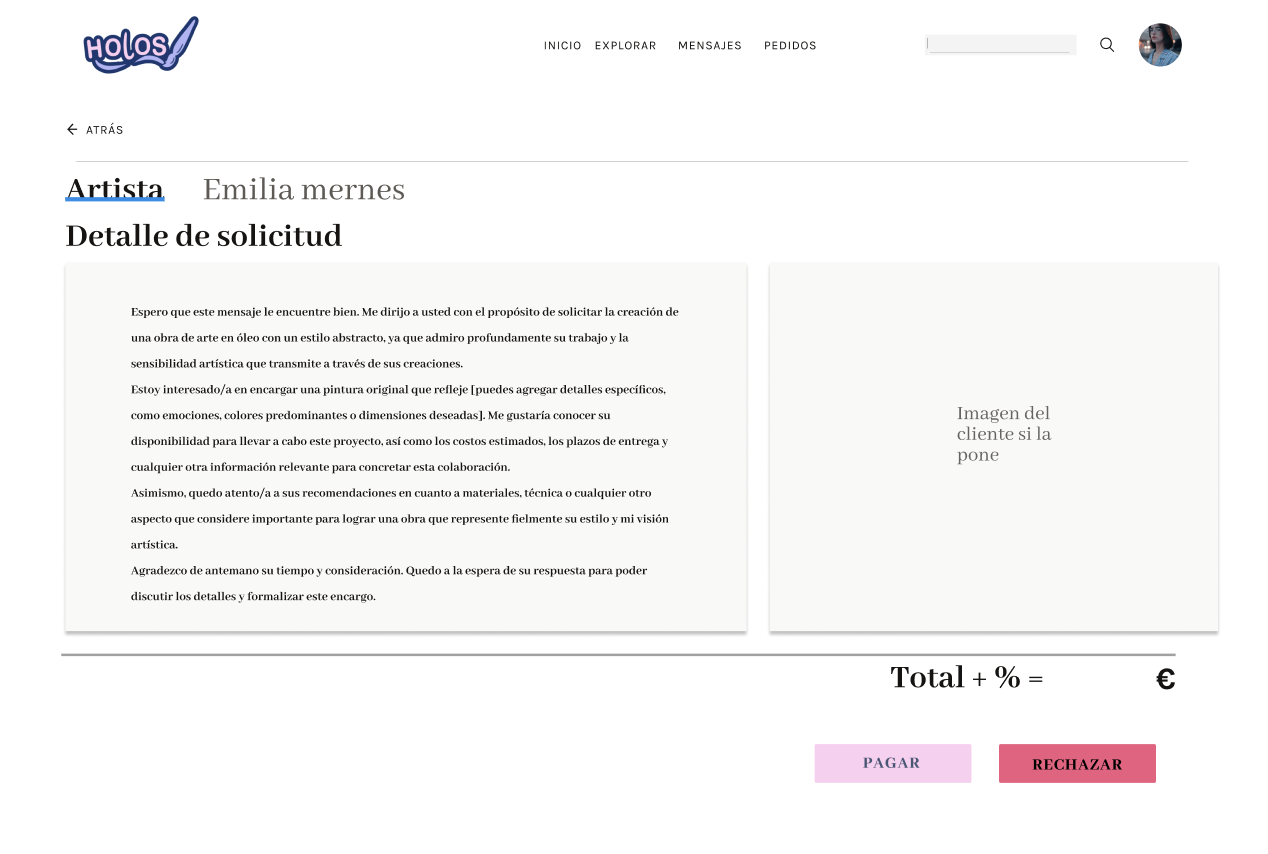 HOLOS
INICIO EXPLORAR MENSAJES PEDIDOS
ATRÁS
Artista Emilia mernes
Detalle de solicitud
Espero que este mensaje le encuentre bien. Me dirijo a usted con el propósito de solicitar la creación de
una obra de arte en óleo con un estilo abstracto, ya que admiro profundamente su trabajo y la
sensibilidad artística que transmite a través de sus creaciones.
Estoy interesado/a en encargar una pintura original que refleje [puedes agregar detalles específicos,
como emociones, colores predominantes o dimensiones deseadas]. Me gustaría conocer su
disponibilidad para llevar a cabo este proyecto, así como los costos estimados, los plazos de entrega y
cualquier otra información relevante para concretar esta colaboración.
Asimismo, quedo atento/a a sus recomendaciones en cuanto a materiales, técnica o cualquier otro
aspecto que considere importante para lograr una obra que represente fielmente su estilo y mi visión
artística.
Agradezco de antemano su tiempo y consideración. Quedo a la espera de su respuesta para poder
discutir los detalles y formalizar este encargo.
Imagen del
cliente si la
pone
Total + % = €
PAGAR RECHAZAR